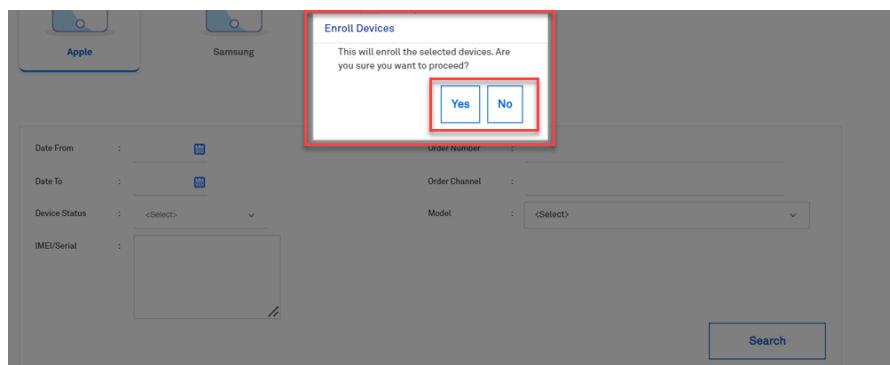 Enroll Devices
This will enroll the selected devices. Are
you sure you want to proceed?
Yes No
Apple Samsung
Date From : Order Number :
Date To : Order Channel :
Device Status : <Select> Model : <Select>
IMEI/Serial :
Search